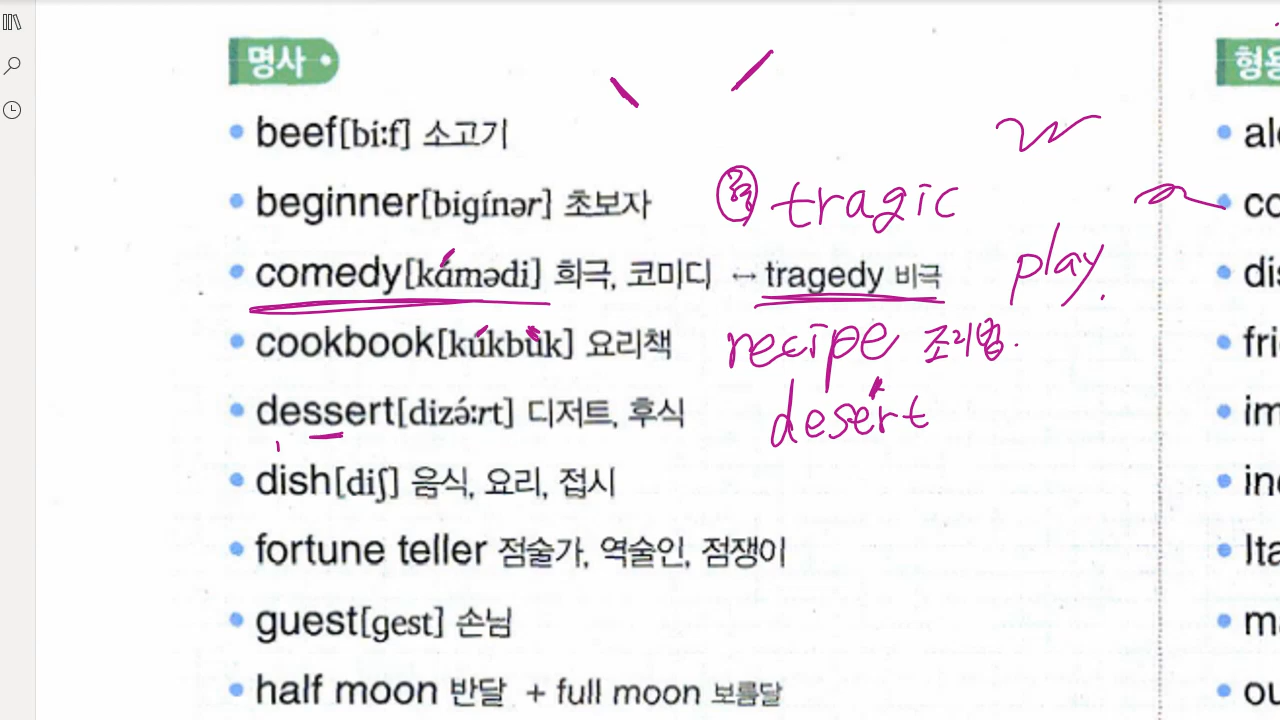 명사
beef[biːf] 소고기
beginner[bigínər] 초보자
형 tragic
comedy[kámədi] 희극, 코미디 ↔ tragedy 비극
play.
cookbook[kúkbùk] 요리책
recipe 조리법.
dessert[dizə́ːrt] 디저트, 후식
desert
dish[diʃ] 음식, 요리, 접시
fortune teller 점술가, 역술인, 점쟁이
guest[gest] 손님
half moon 반달 + full moon 보름달